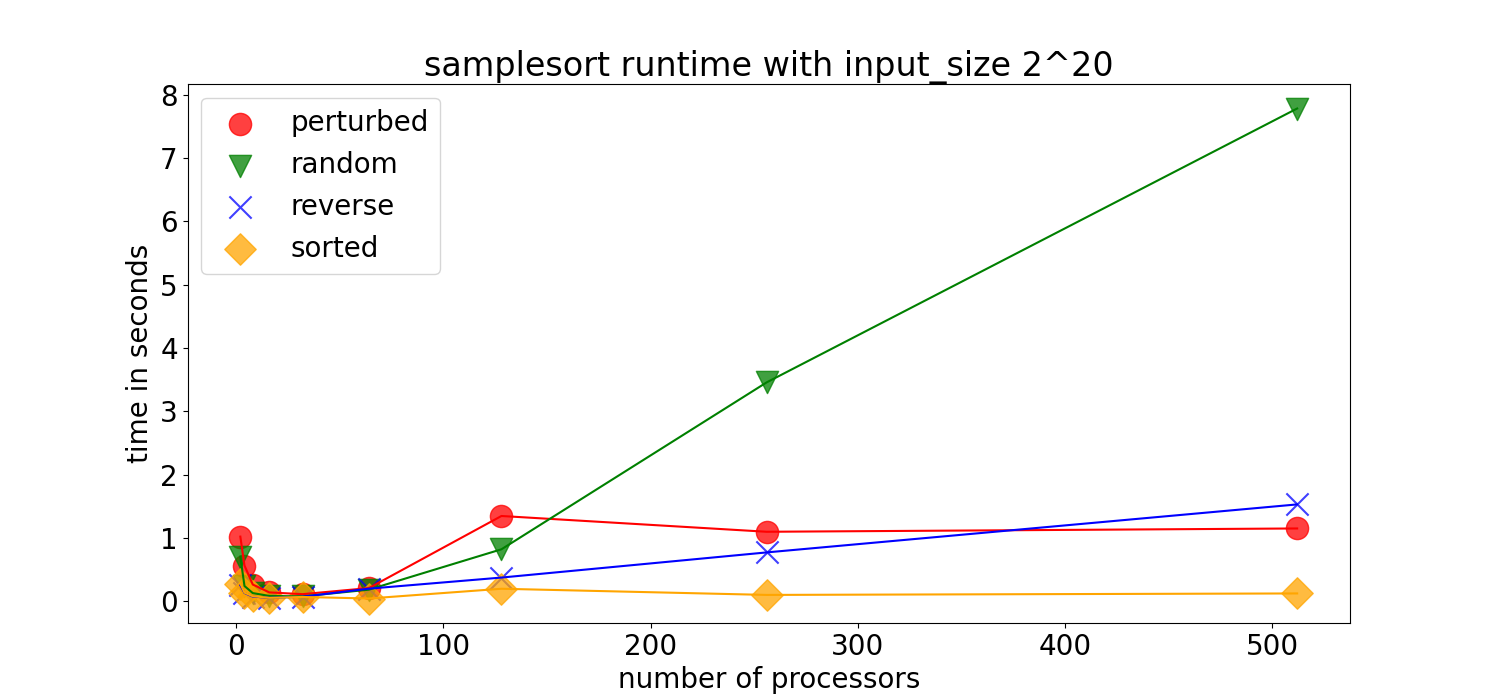 samplesort runtime with input_size 2^20
8
7
6
5
4
3
2
1
0
time in seconds
perturbed
random
reverse
sorted
0 100 200 300 400 500
number of processors